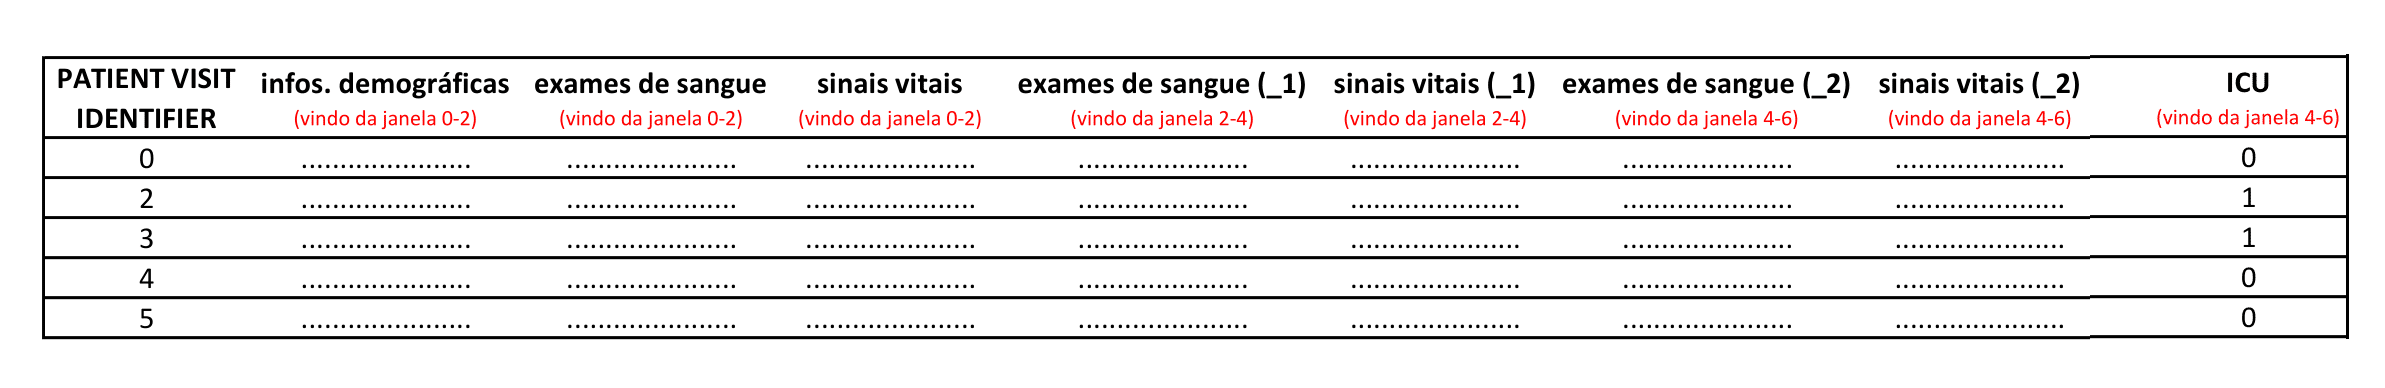 PATIENT VISIT IDENTIFIER infos. demográficas exames de sangue sinais vitais exames de sangue (_1) sinais vitais (_1) exames de sangue (_2) sinais vitais (_2) ICU
(vindo da janela 0-2) (vindo da janela 0-2) (vindo da janela 0-2) (vindo da janela 2-4) (vindo da janela 2-4) (vindo da janela 4-6) (vindo da janela 4-6) (vindo da janela 4-6)
0 ...................... ...................... ...................... ...................... ...................... ...................... ...................... 0
2 ...................... ...................... ...................... ...................... ...................... ...................... ...................... 1
3 ...................... ...................... ...................... ...................... ...................... ...................... ...................... 1
4 ...................... ...................... ...................... ...................... ...................... ...................... ...................... 0
5 ...................... ...................... ...................... ...................... ...................... ...................... ...................... 0